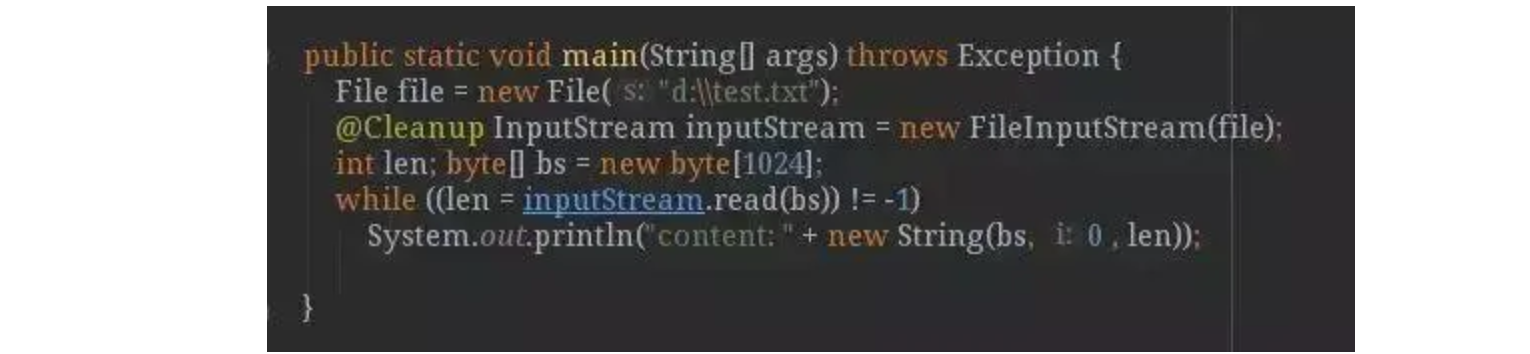 public static void main(String[] args) throws Exception {
File file = new File( s: "d:\\test.txt");
@Cleanup InputStream inputStream = new FileInputStream(file);
int len; byte[] bs = new byte[1024];
while ((len = inputStream.read(bs)) != -1)
System.out.println("content: " + new String(bs, i: 0 , len));
}